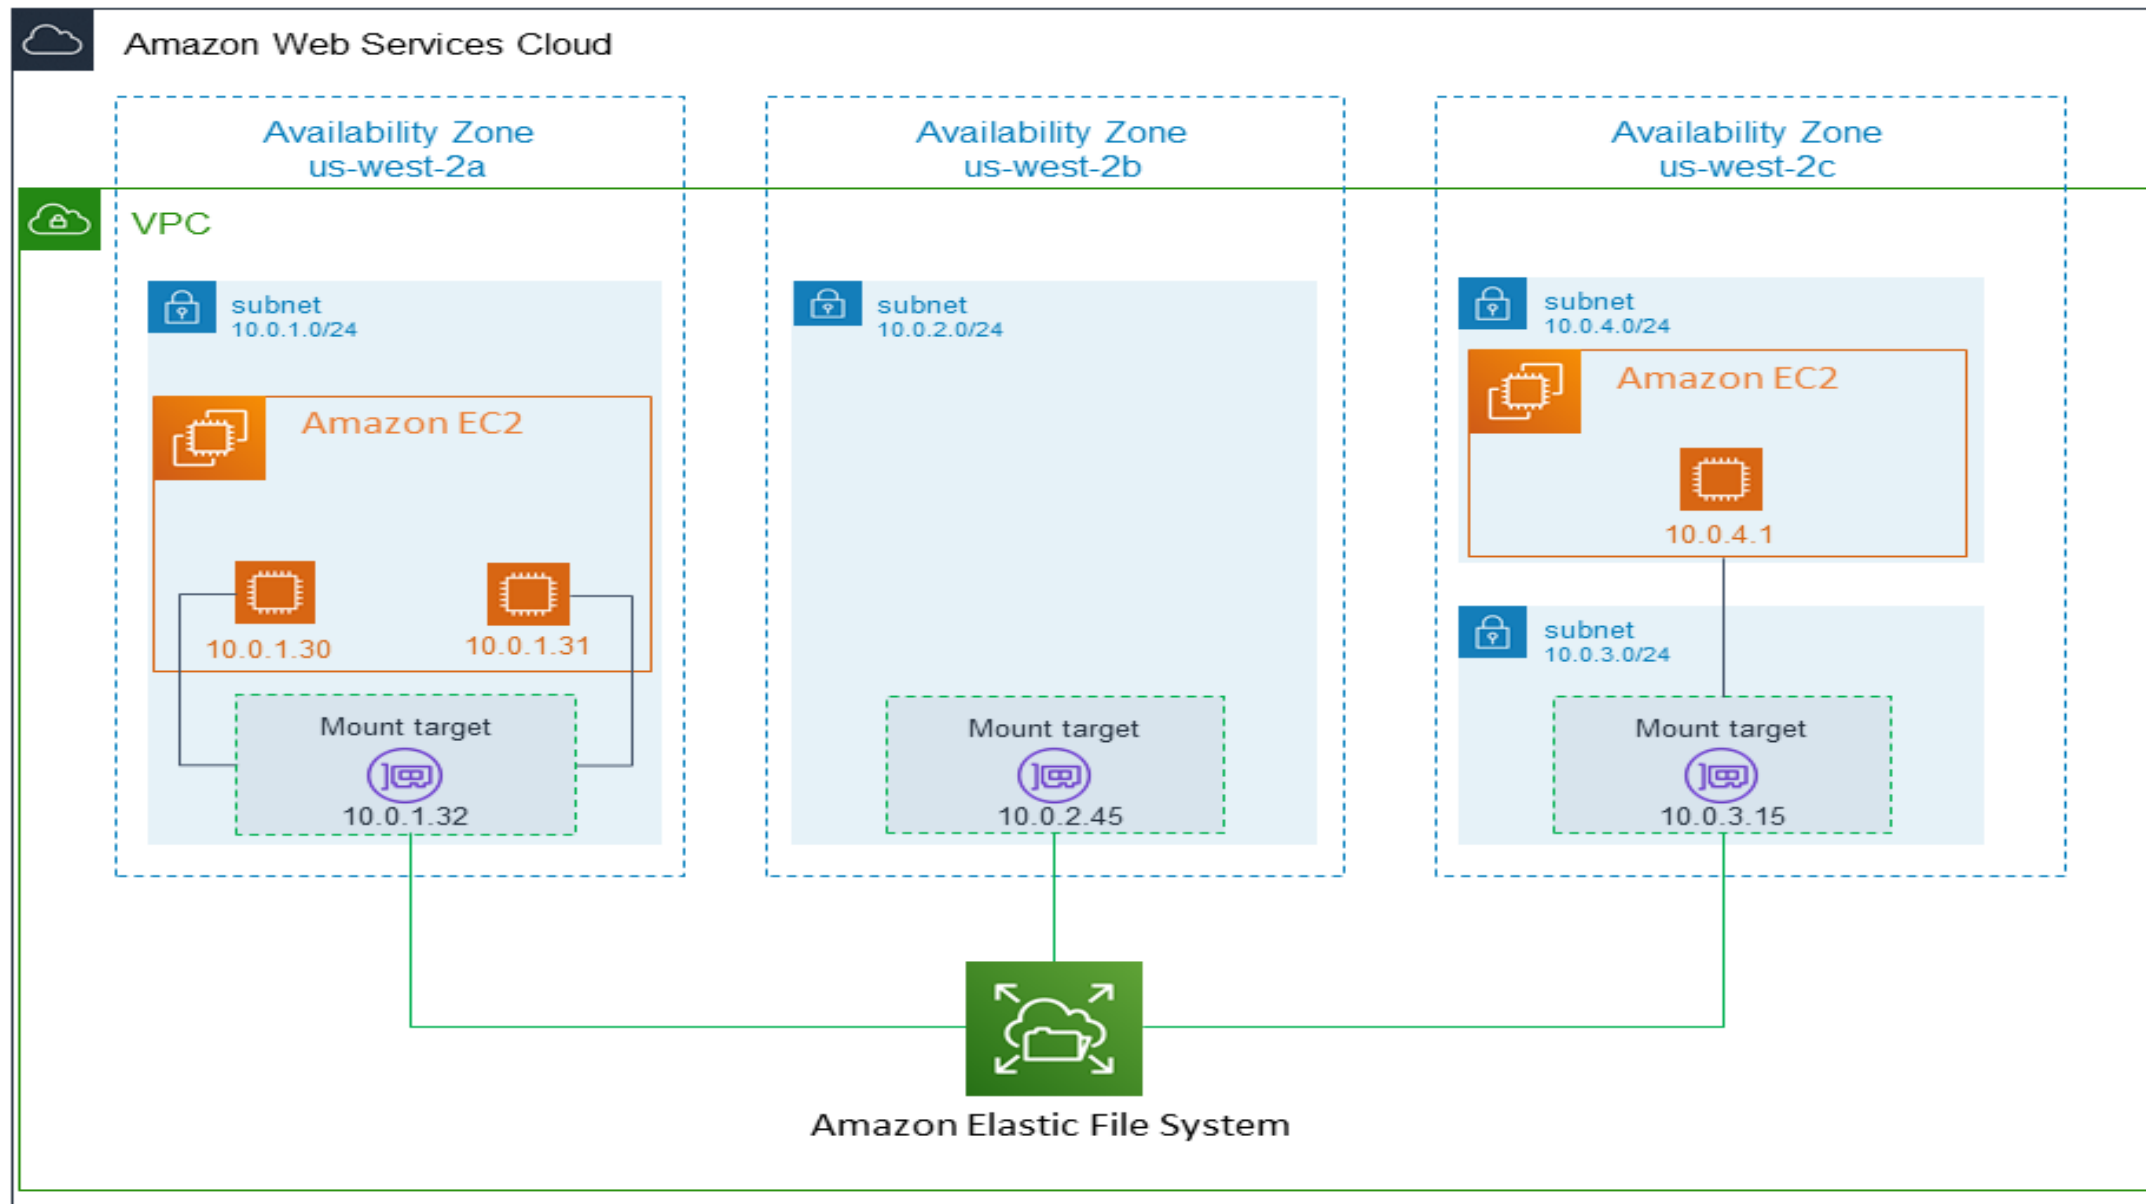 Amazon Web Services Cloud
Availability Zone
us-west-2a
Availability Zone
us-west-2b
Availability Zone
us-west-2c
VPC
subnet
10.0.1.0/24
Amazon EC2
10.0.1.30
10.0.1.31
Mount target
10.0.1.32
subnet
10.0.2.0/24
Mount target
10.0.2.45
subnet
10.0.4.0/24
Amazon EC2
10.0.4.1
subnet
10.0.3.0/24
Mount target
10.0.3.15
Amazon Elastic File System